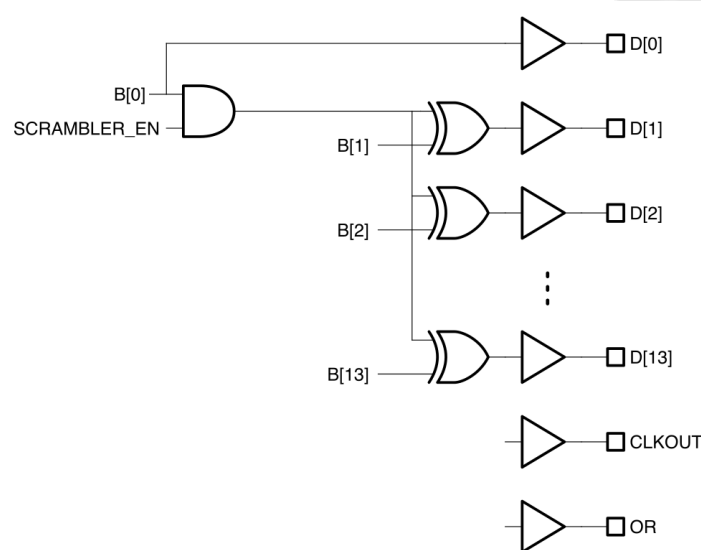 D[0]
B[0]
SCRAMBLER_EN
D[1]
B[1]
D[2]
B[2]
D[13]
B[13]
CLKOUT
OR